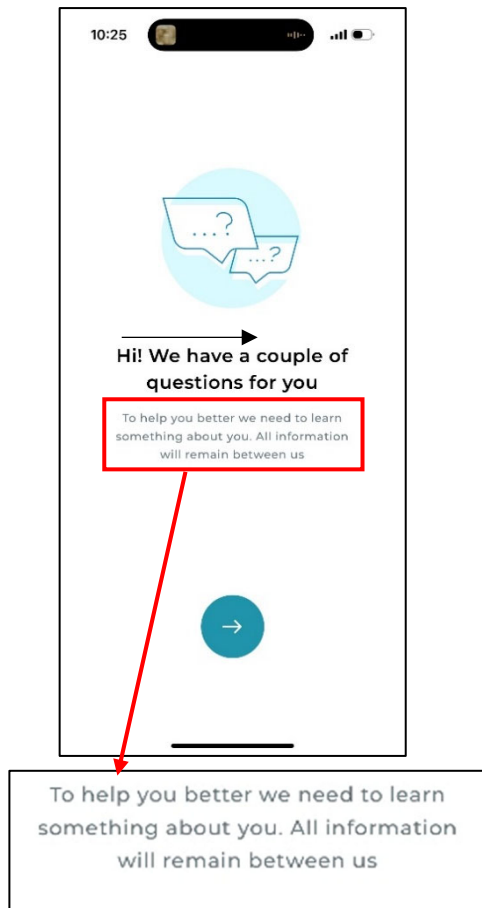 10:25
...?
...?
Hi! We have a couple of
questions for you
To help you better we need to learn
something about you. All information
will remain between us
To help you better we need to learn
something about you. All information
will remain between us